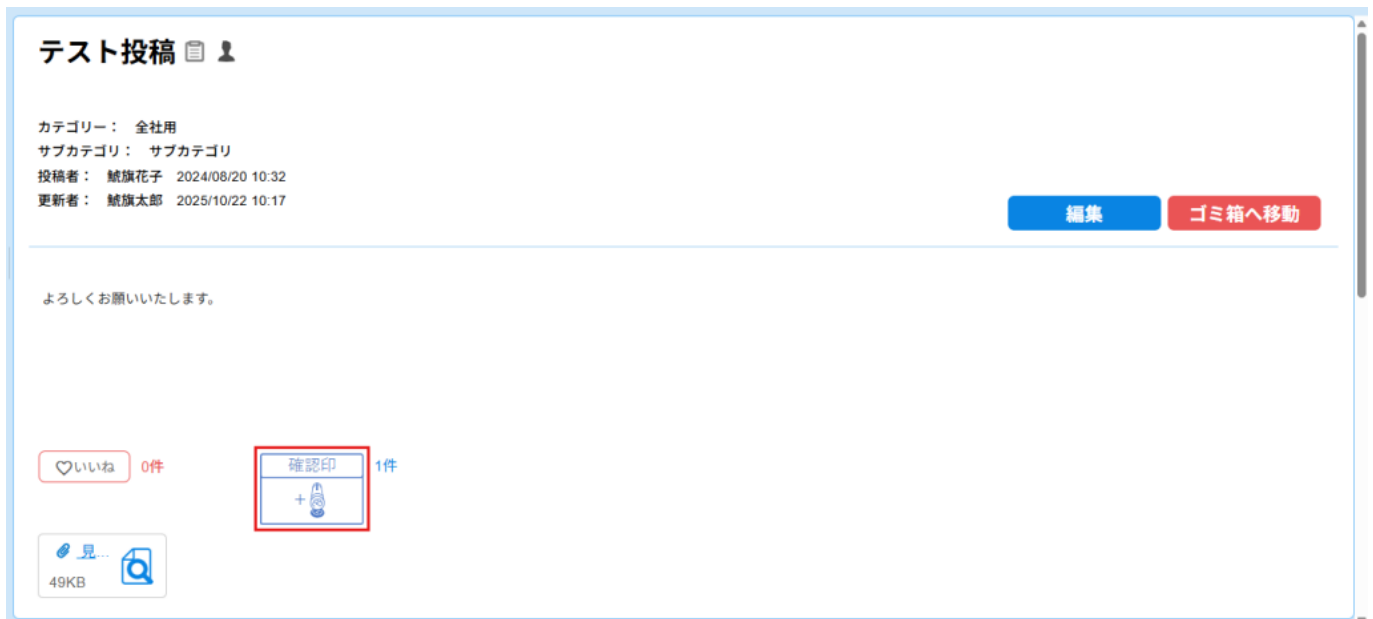 テスト投稿
カテゴリー： 全社用
サブカテゴリ： サブカテゴリ
投稿者： 鯱旗花子 2024/08/20 10:32
更新者： 鯱旗太郎 2025/10/22 10:17
編集 ゴミ箱へ移動
よろしくお願いいたします。
いいね 0件 確認印 1件
+
見...
49KB